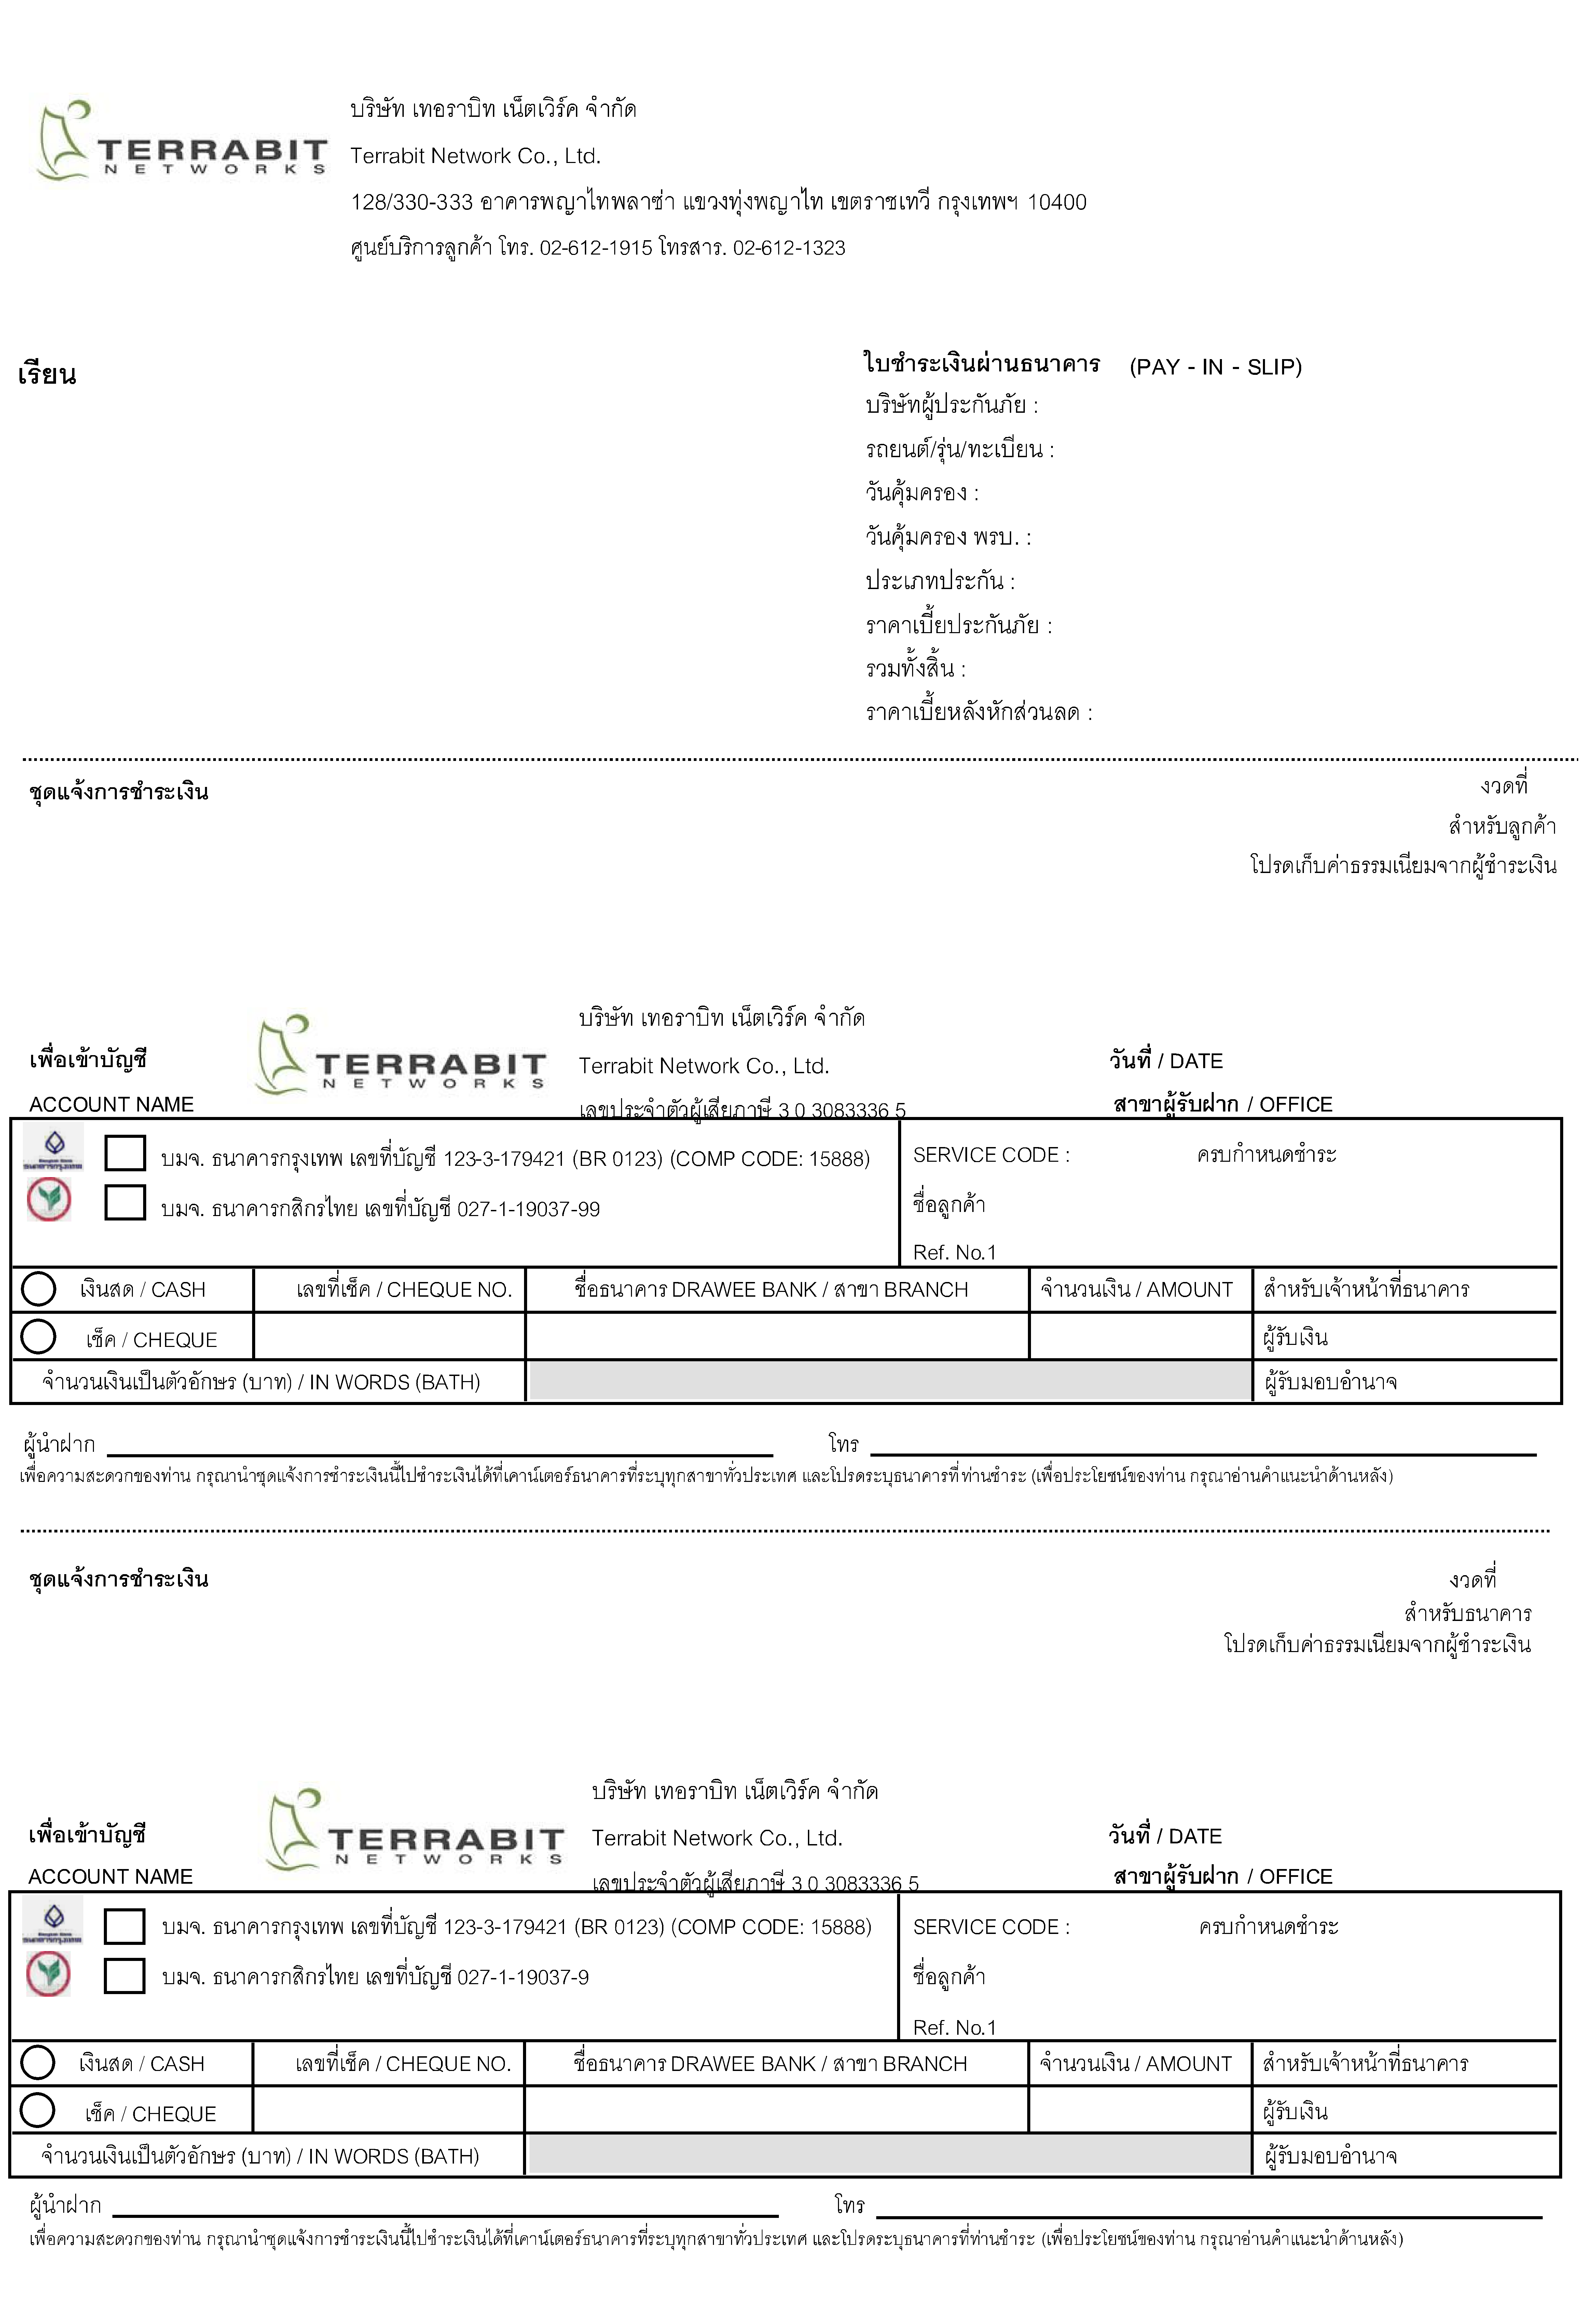 TERRABIT
NETWORKS
บริษัท เทอราบิท เน็ตเวิร์ค จำกัด
Terrabit Network Co., Ltd.
128/330-333 อาคารพญาไทพลาซ่า แขวงทุ่งพญาไท เขตราชเทวี กรุงเทพฯ 10400
ศูนย์บริการลูกค้า โทร. 02-612-1915 โทรสาร. 02-612-1323
เรียน
ใบชำระเงินผ่านธนาคาร (PAY - IN - SLIP)
บริษัทผู้ประกันภัย :
รถยนต์/รุ่น/ทะเบียน :
วันคุ้มครอง :
วันคุ้มครอง พรบ. :
ประเภทประกัน :
ราคาเบี้ยประกันภัย :
รวมทั้งสิ้น :
ราคาเบี้ยหลังหักส่วนลด :
ชุดแจ้งการชำระเงิน งวดที่
สำหรับลูกค้า
โปรดเก็บค่าธรรมเนียมจากผู้ชำระเงิน
บริษัท เทอราบิท เน็ตเวิร์ค จำกัด
เพื่อเข้าบัญชี TERRABIT NETWORKS Terrabit Network Co., Ltd. วันที่ / DATE
ACCOUNT NAME เลขประจำตัวผู้เสียภาษี 3 0 3083336 5 สาขาผู้รับฝาก / OFFICE
บมจ. ธนาคารกรุงเทพ เลขที่บัญชี 123-3-179421 (BR 0123) (COMP CODE: 15888) SERVICE CODE : ครบกำหนดชำระ
บมจ. ธนาคารกสิกรไทย เลขที่บัญชี 027-1-19037-99 ชื่อลูกค้า
Ref. No.1
เงินสด / CASH เลขที่เช็ค / CHEQUE NO. ชื่อธนาคาร DRAWEE BANK / สาขา BRANCH จำนวนเงิน / AMOUNT สำหรับเจ้าหน้าที่ธนาคาร
เช็ค / CHEQUE ผู้รับเงิน
จำนวนเงินเป็นตัวอักษร (บาท) / IN WORDS (BATH) ผู้รับมอบอำนาจ
ผู้นำฝาก โทร
เพื่อความสะดวกของท่าน กรุณานำชุดแจ้งการชำระเงินนี้ไปชำระเงินได้ที่เคาน์เตอร์ธนาคารที่ระบุทุกสาขาทั่วประเทศ และโปรดระบุธนาคารที่ท่านชำระ (เพื่อประโยชน์ของท่าน กรุณาอ่านคำแนะนำด้านหลัง)
ชุดแจ้งการชำระเงิน งวดที่
สำหรับธนาคาร
โปรดเก็บค่าธรรมเนียมจากผู้ชำระเงิน
บริษัท เทอราบิท เน็ตเวิร์ค จำกัด
เพื่อเข้าบัญชี TERRABIT NETWORKS Terrabit Network Co., Ltd. วันที่ / DATE
ACCOUNT NAME เลขประจำตัวผู้เสียภาษี 3 0 3083336 5 สาขาผู้รับฝาก / OFFICE
บมจ. ธนาคารกรุงเทพ เลขที่บัญชี 123-3-179421 (BR 0123) (COMP CODE: 15888) SERVICE CODE : ครบกำหนดชำระ
บมจ. ธนาคารกสิกรไทย เลขที่บัญชี 027-1-19037-9 ชื่อลูกค้า
Ref. No.1
เงินสด / CASH เลขที่เช็ค / CHEQUE NO. ชื่อธนาคาร DRAWEE BANK / สาขา BRANCH จำนวนเงิน / AMOUNT สำหรับเจ้าหน้าที่ธนาคาร
เช็ค / CHEQUE ผู้รับเงิน
จำนวนเงินเป็นตัวอักษร (บาท) / IN WORDS (BATH) ผู้รับมอบอำนาจ
ผู้นำฝาก โทร
เพื่อความสะดวกของท่าน กรุณานำชุดแจ้งการชำระเงินนี้ไปชำระเงินได้ที่เคาน์เตอร์ธนาคารที่ระบุทุกสาขาทั่วประเทศ และโปรดระบุธนาคารที่ท่านชำระ (เพื่อประโยชน์ของท่าน กรุณาอ่านคำแนะนำด้านหลัง)